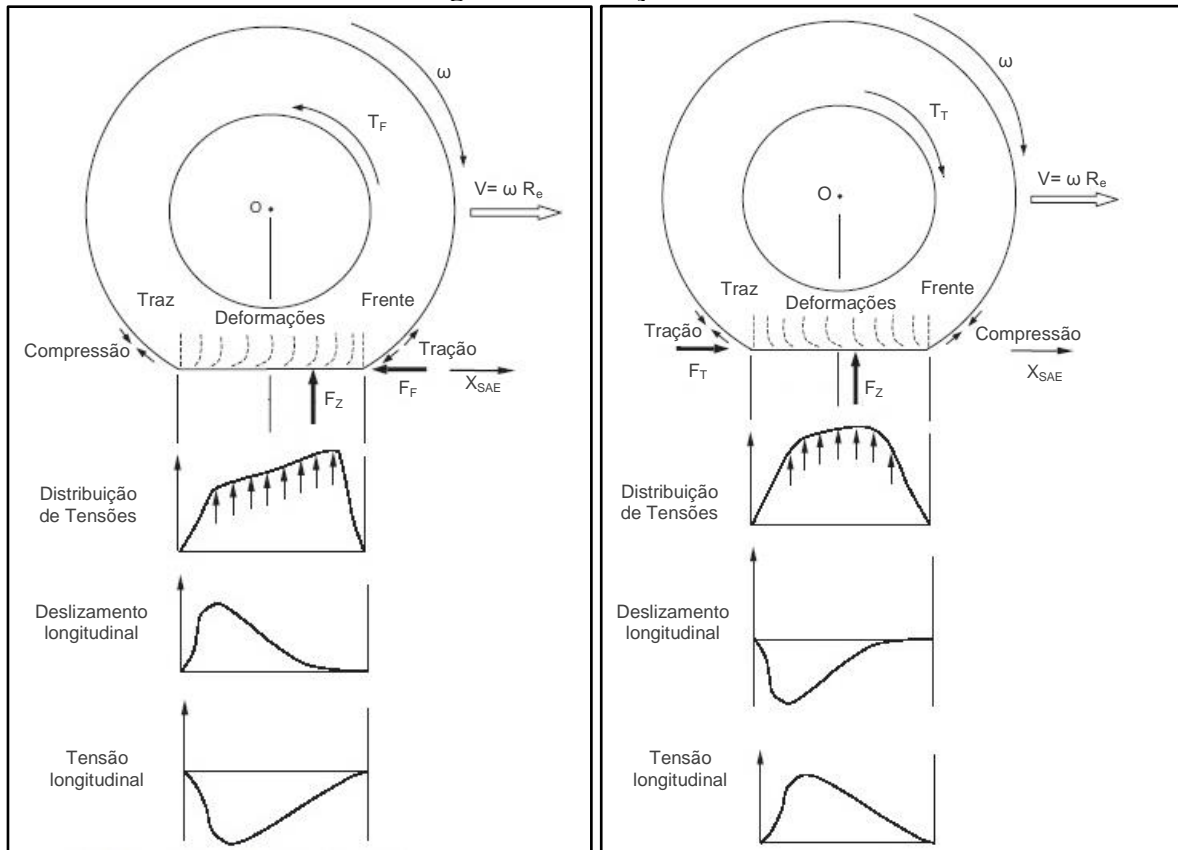 ω
T_F
V= ω R_e
O
Traz
Frente
Deformações
Compressão
Tração
F_Z
F_F
X_SAE
Distribuição
de Tensões
Deslizamento
longitudinal
Tensão
longitudinal
ω
T_T
V= ω R_e
O
Traz
Frente
Deformações
Tração
Compressão
F_T
X_SAE
F_Z
Distribuição
de Tensões
Deslizamento
longitudinal
Tensão
longitudinal